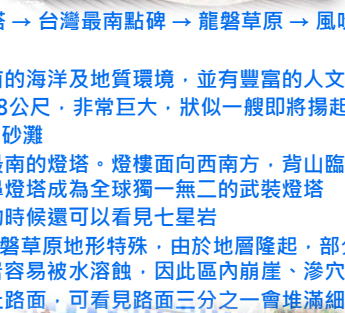 → 台灣最南點碑 → 龍磐草原 → 風
的海洋及地質環境，並有豐富的人文
8公尺，非常巨大，狀似一艘即將揚起
砂灘
最南的燈塔。燈樓面向西南方，背山臨
燈塔成為全球獨一無二的武裝燈塔
的時候還可以看見七星岩
磐草原地形特殊，由於地層隆起，部分
容易被水溶蝕，因此區內崩崖、滲穴
路面，可看見路面三分之一會堆滿細